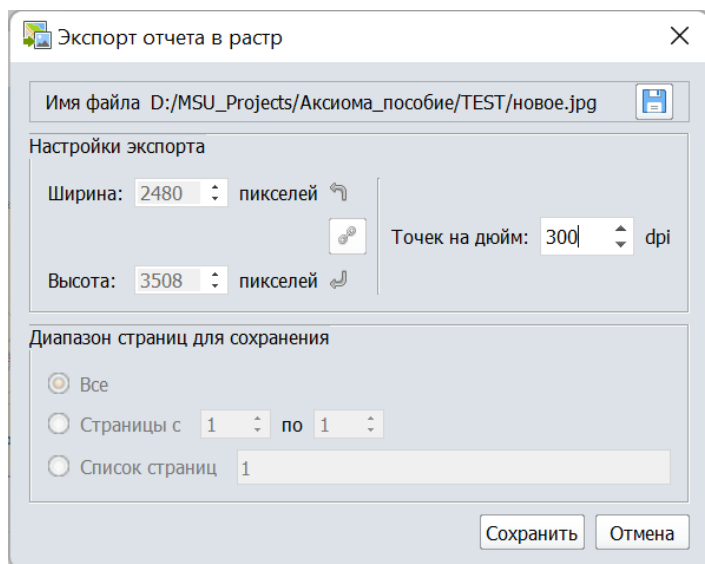 Экспорт отчета в растр
Имя файла D:/MSU_Projects/Аксиома_пособие/TEST/новое.jpg
Настройки экспорта
Ширина: 2480 пикселей
Точек на дюйм: 300 dpi
Высота: 3508 пикселей
Диапазон страниц для сохранения
Все
Страницы с 1 по 1
Список страниц 1
Сохранить Отмена